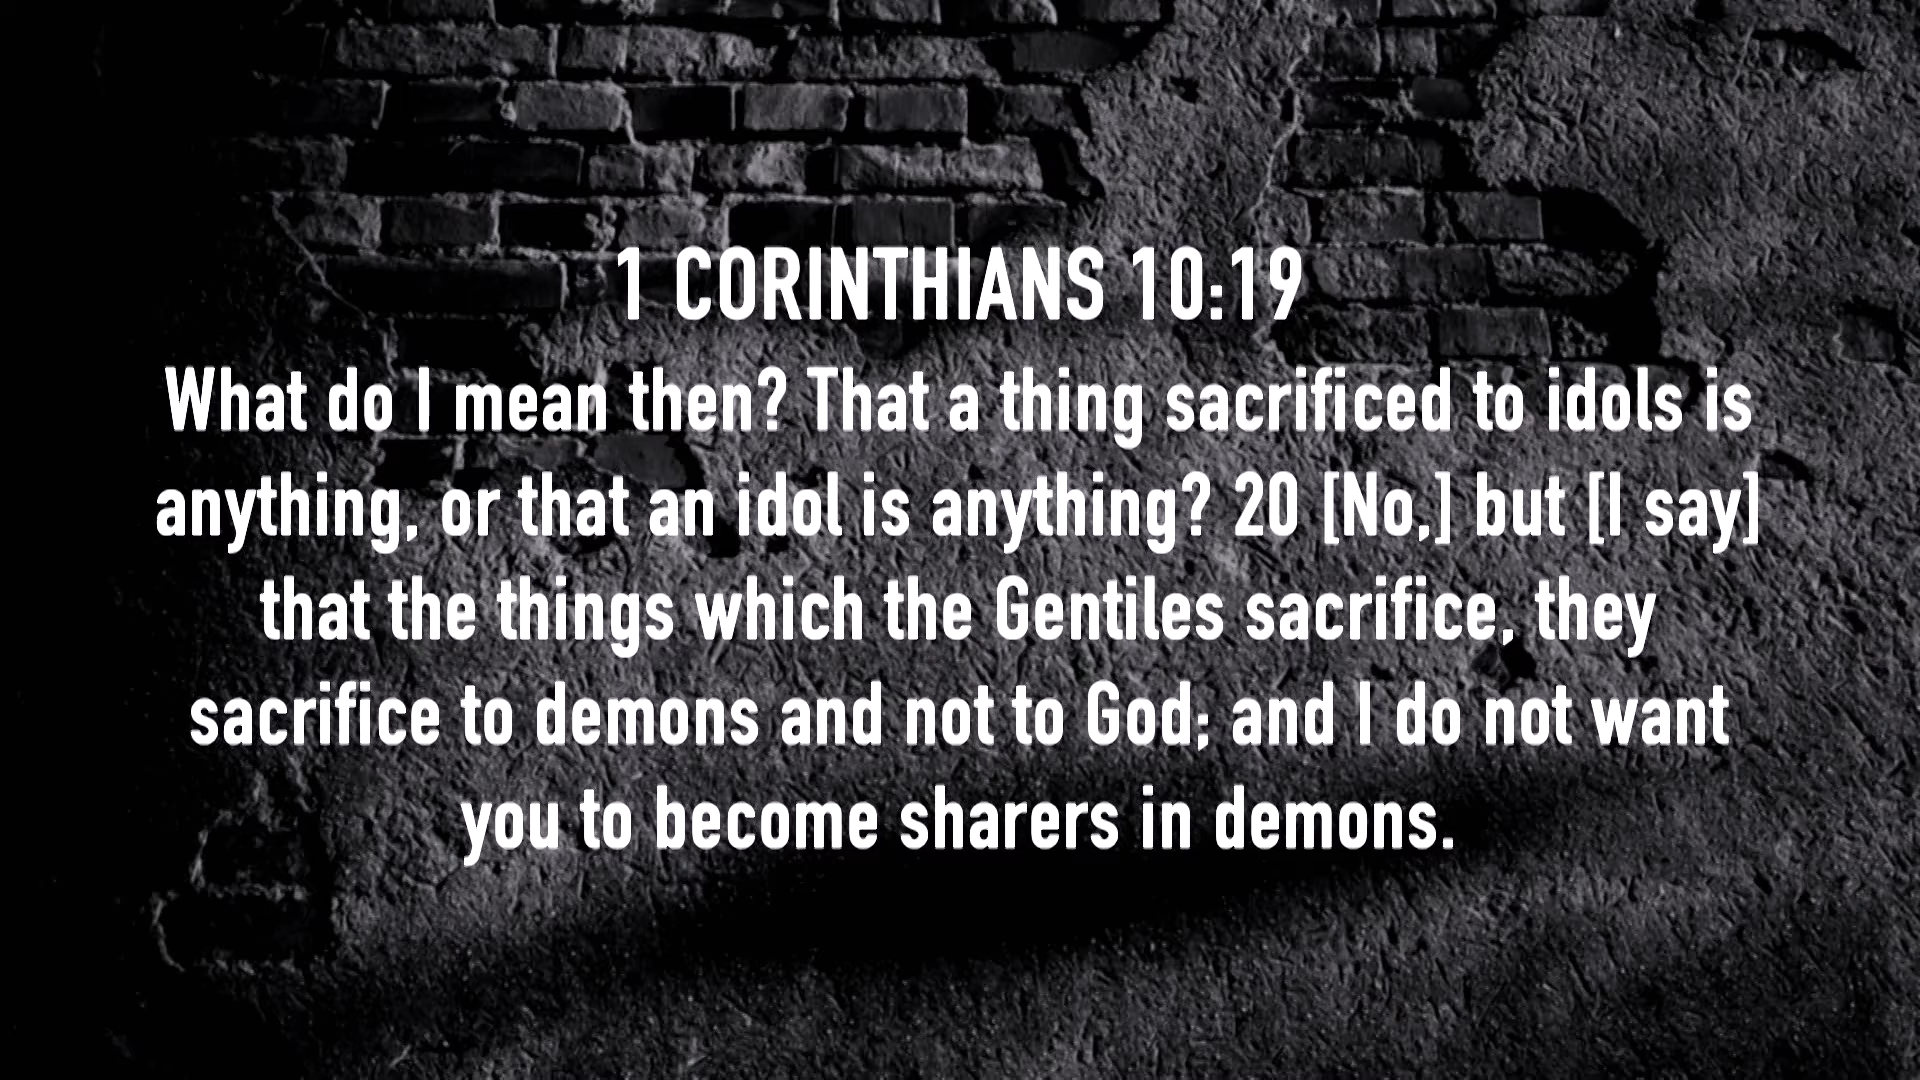 1 CORINTHIANS 10:19
What do I mean then? That a thing sacrificed to idols is
anything, or that an idol is anything? 20 [No,] but [I say]
that the things which the Gentiles sacrifice, they
sacrifice to demons and not to God; and I do not want
you to become sharers in demons.